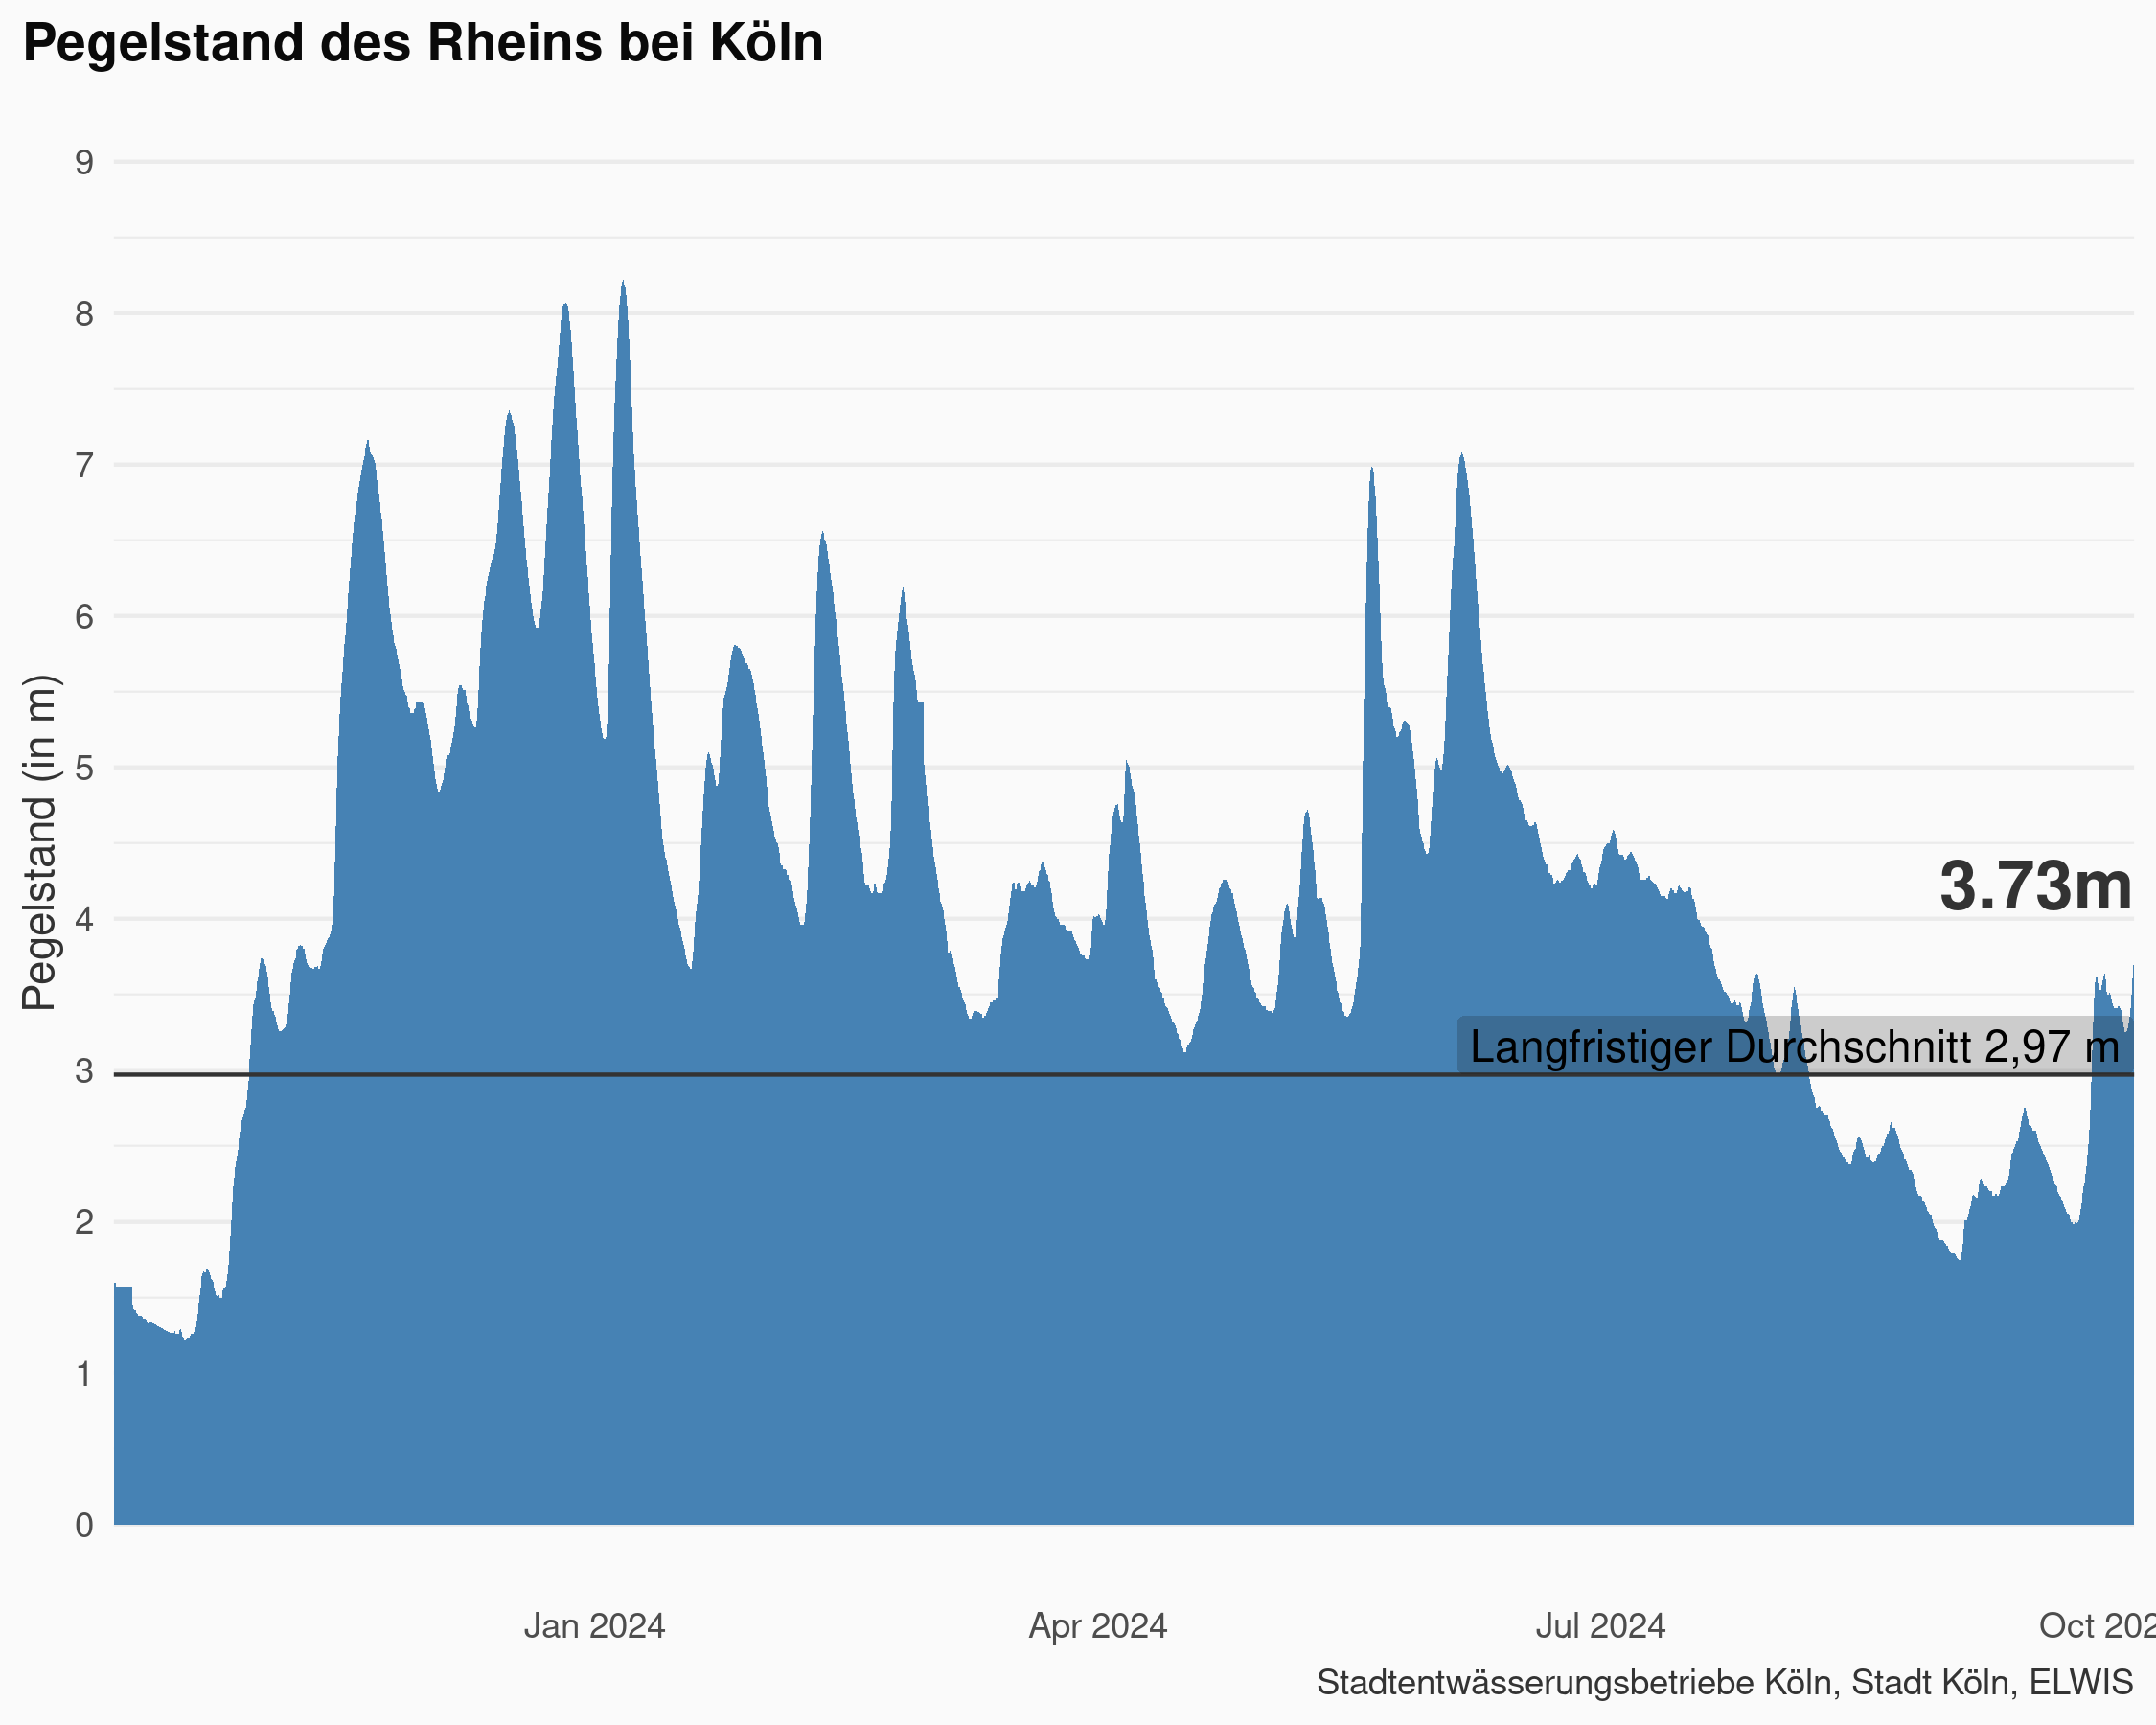 Pegelstand des Rheins bei Köln
Pegelstand (in m)
9
8
7
6
5
4
3
2
1
0
3.73m
Langfristiger Durchschnitt 2,97 m
Jan 2024
Apr 2024
Jul 2024
Oct 202
Stadtentwässerungsbetriebe Köln, Stadt Köln, ELWIS